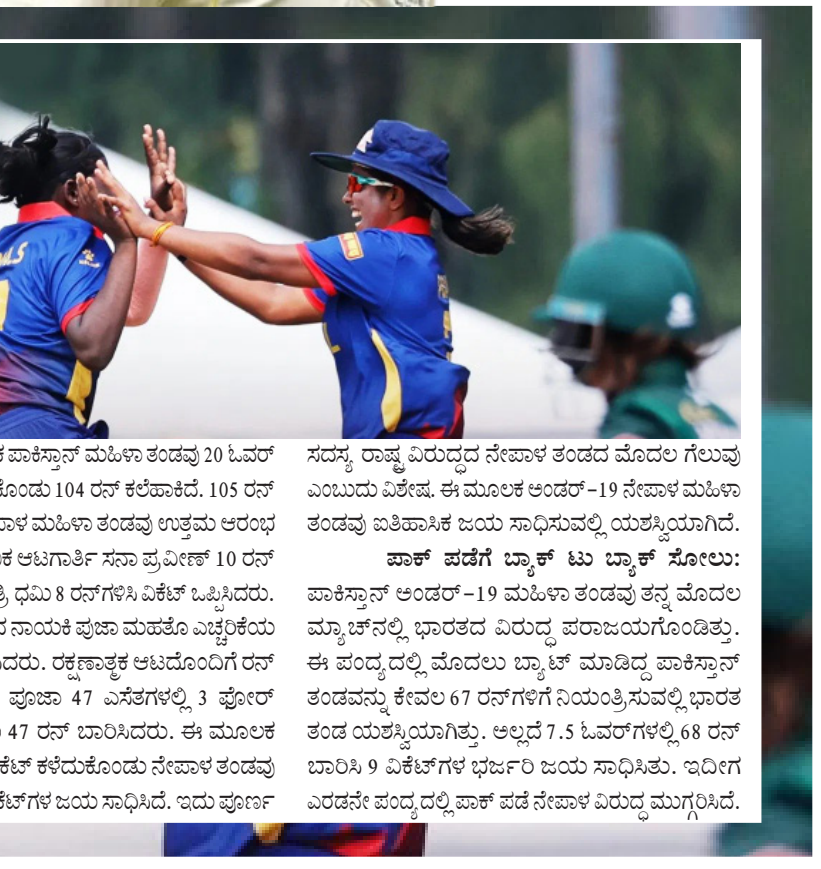 ಪಾಕಿಸ್ತಾನ್ ಮಹಿಳಾ ತಂಡವು 20 ಓವರ್
104 ರನ್ ಕಲೆಹಾಕಿದೆ. 105 ರನ್
ಮಹಿಳಾ ತಂಡವು ಉತ್ತಮ ಆರಂಭ
ಆಟಗಾರ್ತಿ ಸನಾ ಪ್ರವೀಣ್ 10 ರನ್
ಧಮಿ 8 ರನ್‌ಗಳಿಸಿ ವಿಕೆಟ್ ಒಪ್ಪಿಸಿದರು.
ನಾಯಕಿ ಪುಜಾ ಮಹತೊ ಎಚ್ಚರಿಕೆಯ
ರಕ್ಷಣಾತ್ಮಕ ಆಟದೊಂದಿಗೆ ರನ್
ಪೂಜಾ 47 ಎಸೆತಗಳಲ್ಲಿ 3 ಫೋರ್
47 ರನ್ ಬಾರಿಸಿದರು. ಈ ಮೂಲಕ
ಕಳೆದುಕೊಂಡು ನೇಪಾಳ ತಂಡವು
ಜಯ ಸಾಧಿಸಿದೆ. ಇದು ಪೂರ್ಣ
ಸದಸ್ಯ ರಾಷ್ಟ್ರ ವಿರುದ್ಧದ ನೇಪಾಳ ತಂಡದ ಮೊದಲ ಗೆಲುವು
ಎಂಬುದು ವಿಶೇಷ. ಈ ಮೂಲಕ ಅಂಡರ್-19 ನೇಪಾಳ ಮಹಿಳಾ
ತಂಡವು ಐತಿಹಾಸಿಕ ಜಯ ಸಾಧಿಸುವಲ್ಲಿ ಯಶಸ್ವಿಯಾಗಿದೆ.
ಪಾಕ್ ಪಡೆಗೆ ಬ್ಯಾಕ್ ಟು ಬ್ಯಾಕ್ ಸೋಲು:
ಪಾಕಿಸ್ತಾನ್ ಅಂಡರ್-19 ಮಹಿಳಾ ತಂಡವು ತನ್ನ ಮೊದಲ
ಮ್ಯಾಚ್‌ನಲ್ಲಿ ಭಾರತದ ವಿರುದ್ಧ ಪರಾಜಯಗೊಂಡಿತ್ತು.
ಈ ಪಂದ್ಯದಲ್ಲಿ ಮೊದಲು ಬ್ಯಾಟ್ ಮಾಡಿದ್ದ ಪಾಕಿಸ್ತಾನ್
ತಂಡವನ್ನು ಕೇವಲ 67 ರನ್‌ಗಳಿಗೆ ನಿಯಂತ್ರಿಸುವಲ್ಲಿ ಭಾರತ
ತಂಡ ಯಶಸ್ವಿಯಾಗಿತ್ತು. ಅಲ್ಲದೆ 7.5 ಓವರ್‌ಗಳಲ್ಲಿ 68 ರನ್
ಬಾರಿಸಿ 9 ವಿಕೆಟ್‌ಗಳ ಭರ್ಜರಿ ಜಯ ಸಾಧಿಸಿತು. ಇದೀಗ
ಎರಡನೇ ಪಂದ್ಯದಲ್ಲಿ ಪಾಕ್ ಪಡೆ ನೇಪಾಳ ವಿರುದ್ಧ ಮುಗ್ಗರಿಸಿದೆ.